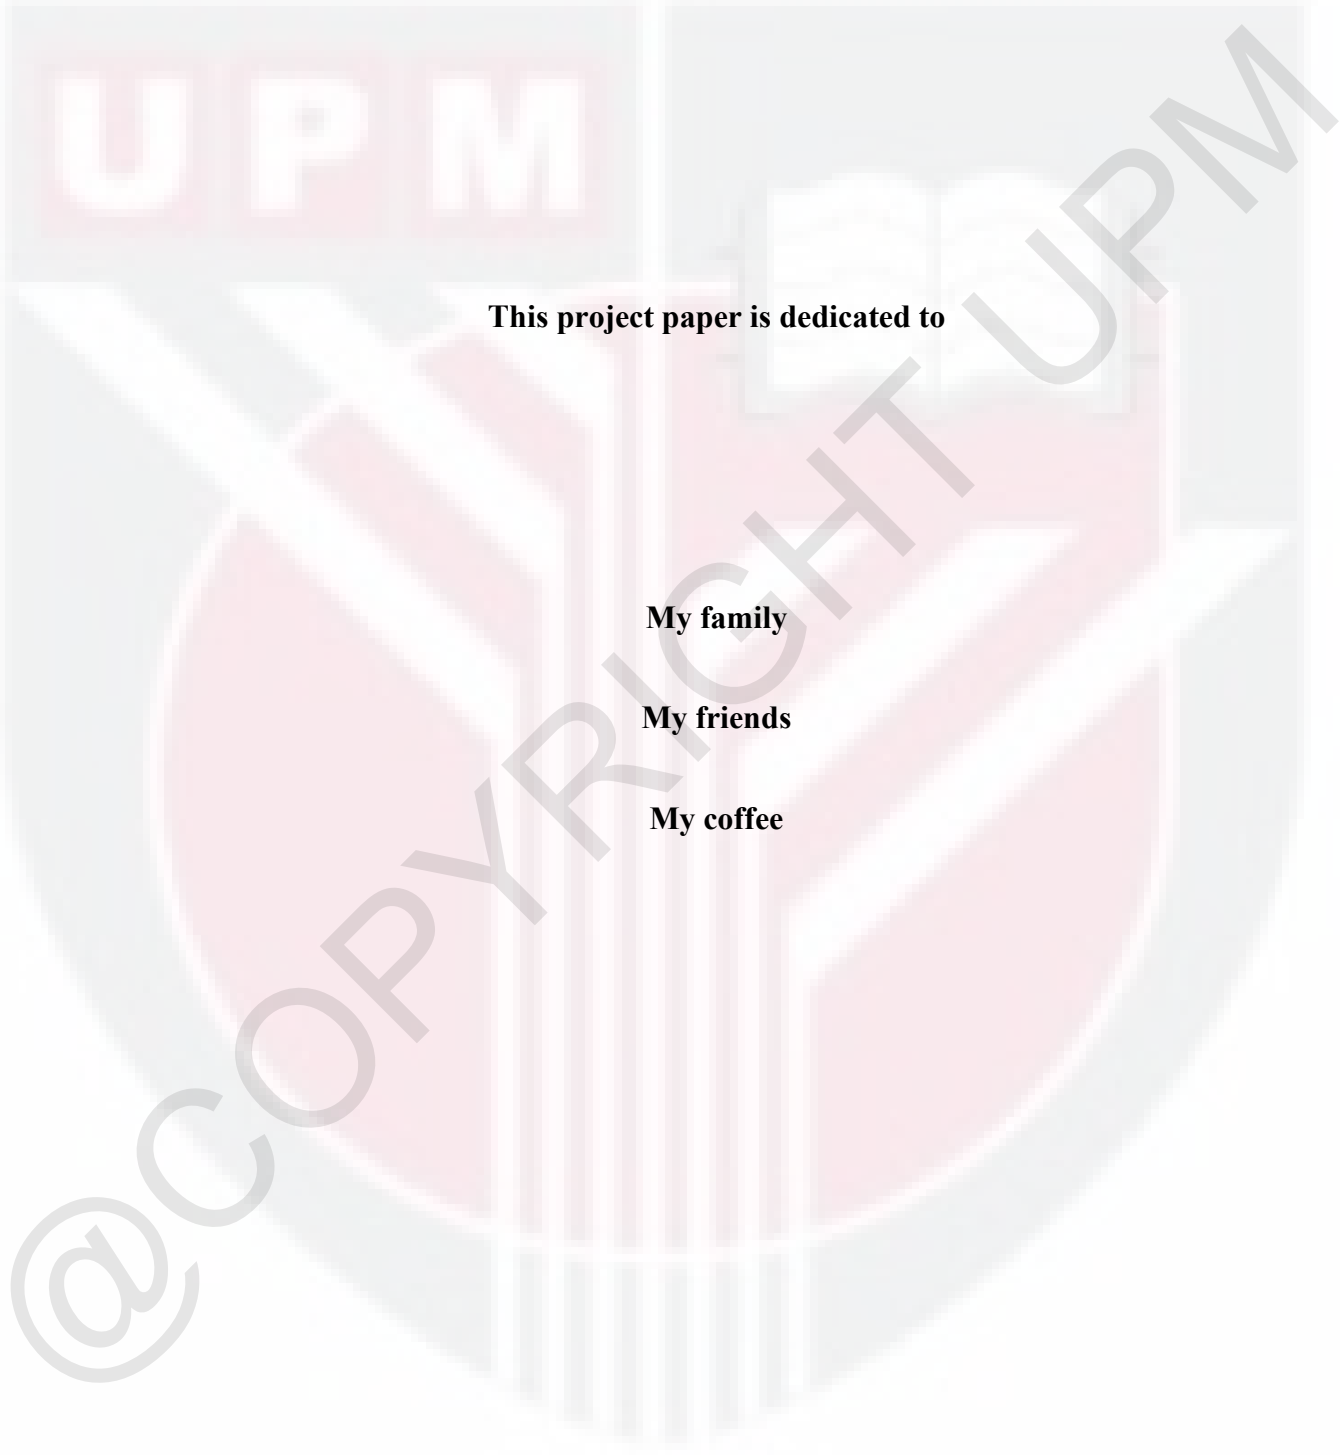 UPM
This project paper is dedicated to
My family
My friends
My coffee
@COPYRIGHT UPM